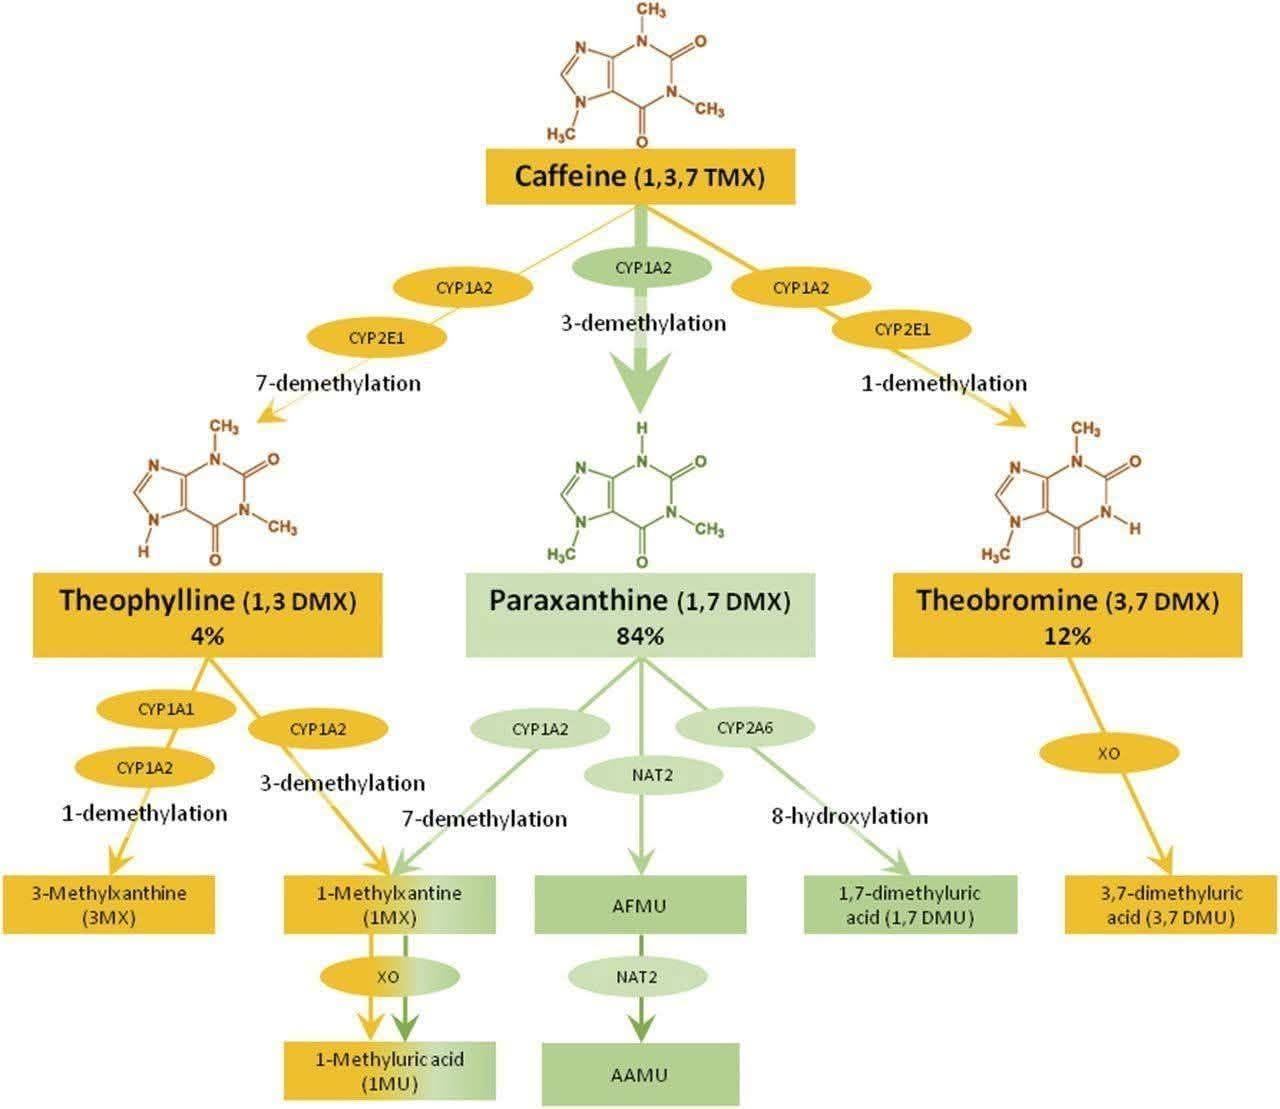 CH₃
N
N
O
N
N
CH₃
H₃C
O
Caffeine (1,3,7 TMX)
CYP1A2
CYP1A2
CYP1A2
3-demethylation
CYP2E1
CYP2E1
7-demethylation
1-demethylation
CH₃
N
N
O
N
N
CH₃
H
O
H
N
N
O
N
N
CH₃
H₃C
O
CH₃
N
N
O
N
N
H
H₃C
O
Theophylline (1,3 DMX)
4%
Paraxanthine (1,7 DMX)
84%
Theobromine (3,7 DMX)
12%
CYP1A1
CYP1A2
CYP1A2
CYP2A6
CYP1A2
NAT2
XO
3-demethylation
1-demethylation
7-demethylation
8-hydroxylation
3-Methylxanthine
(3MX)
1-Methylxantine
(1MX)
AFMU
1,7-dimethyluric
acid (1,7 DMU)
3,7-dimethyluric
acid (3,7 DMU)
XO
NAT2
1-Methyluric acid
(1MU)
AAMU